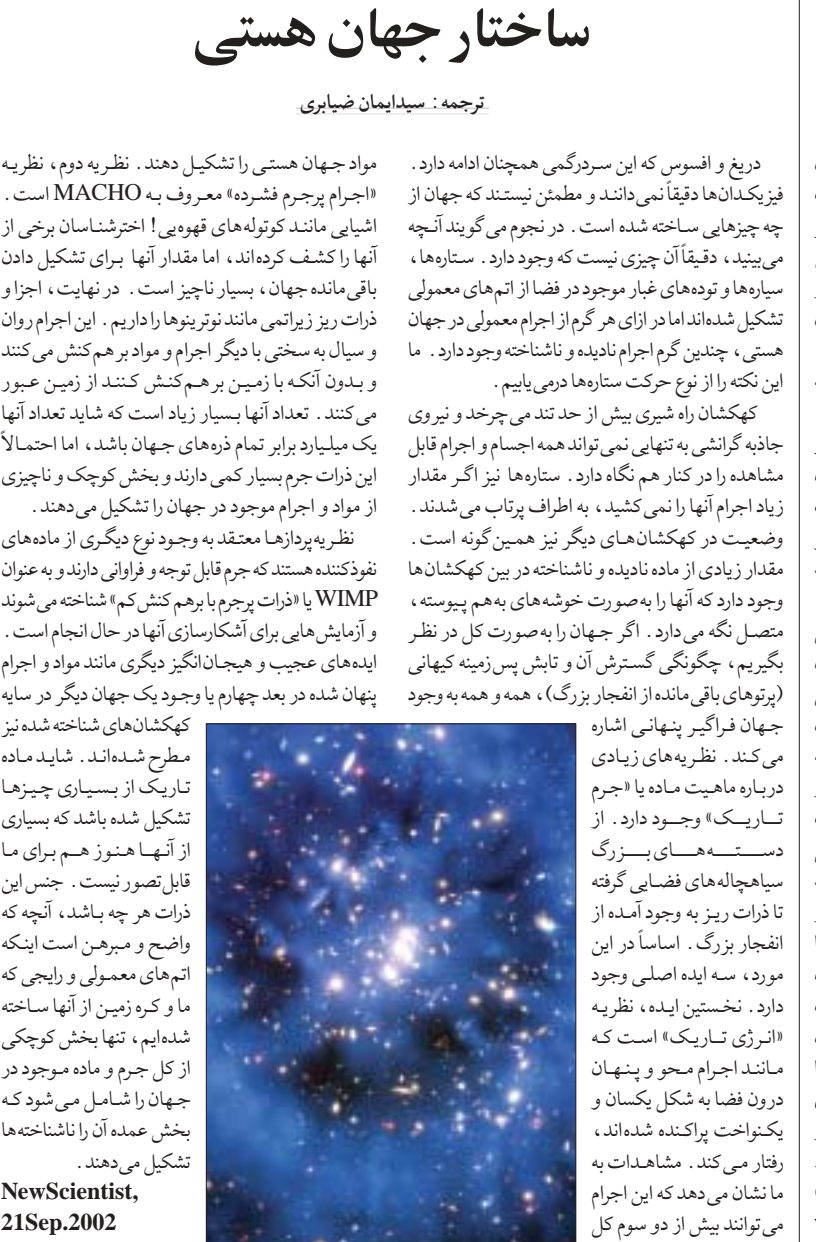 ساختار جهان هستی
ترجمه : سیدایمان ضیابری
دریغ و افسوس که این سردرگمی همچنان ادامه دارد .
فیزیکدان‌ها دقیقاً نمی‌دانند و مطمئن نیستند که جهان از
چه چیزهایی ساخته شده است . در نجوم می‌گویند آنچه
می‌بینید ، دقیقاً آن چیزی نیست که وجود دارد . ستاره‌ها ،
سیاره‌ها و توده‌های غبار موجود در فضا از اتم‌های معمولی
تشکیل شده‌اند اما در ازای هر گرم از اجرام معمولی در جهان
هستی ، چندین گرم اجرام نادیده و ناشناخته وجود دارد . ما
این نکته را از نوع حرکت ستاره‌ها درمی‌یابیم .
کهکشان راه شیری بیش از حد تند می‌چرخد و نیروی
جاذبه گرانشی به تنهایی نمی‌تواند همه اجسام و اجرام قابل
مشاهده را در کنار هم نگاه دارد . ستاره‌ها نیز اگر مقدار
زیاد اجرام آنها را نمی‌کشید ، به اطراف پرتاب می‌شدند .
وضعیت در کهکشان‌های دیگر نیز همین‌گونه است .
مقدار زیادی از ماده نادیده و ناشناخته در بین کهکشان‌ها
وجود دارد که آنها را به‌صورت خوشه‌های به‌هم پیوسته ،
متصل نگه می‌دارد . اگر جهان را به‌صورت کل در نظر
بگیریم ، چگونگی گسترش آن و تابش پس‌زمینه کیهانی
(پرتوهای باقی‌مانده از انفجار بزرگ) ، همه و همه به وجود
جهان فراگیر پنهانی اشاره
می‌کند . نظریه‌های زیادی
درباره ماهیت ماده یا «جرم
تاریک» وجود دارد . از
دسته‌های بزرگ
سیاهچاله‌های فضایی گرفته
تا ذرات ریز به وجود آمده از
انفجار بزرگ . اساساً در این
مورد ، سه ایده اصلی وجود
دارد . نخستین ایده ، نظریه
«انرژی تاریک» است که
مانند اجرام محو و پنهان
درون فضا به شکل یکسان و
یکنواخت پراکنده شده‌اند ،
رفتار می‌کند . مشاهدات به
ما نشان می‌دهد که این اجرام
می‌توانند بیش از دو سوم کل
مواد جهان هستی را تشکیل دهند . نظریه دوم ، نظریه
«اجرام پرجرم فشرده» معروف به MACHO است .
اشیایی مانند کوتوله‌های قهوه‌یی! اخترشناسان برخی از
آنها را کشف کرده‌اند ، اما مقدار آنها برای تشکیل دادن
باقی‌مانده جهان ، بسیار ناچیز است . در نهایت ، اجزا و
ذرات ریز زیراتمی مانند نوترینوها را داریم . این اجرام روان
و سیال به سختی با دیگر اجرام و مواد بر هم‌کنش می‌کنند
و بدون آنکه با زمین بر هم‌کنش کنند از زمین عبور
می‌کنند . تعداد آنها بسیار زیاد است که شاید تعداد آنها
یک میلیارد برابر تمام ذره‌های جهان باشد ، اما احتمالاً
این ذرات جرم بسیار کمی دارند و بخش کوچک و ناچیزی
از مواد و اجرام موجود در جهان را تشکیل می‌دهند .
نظریه‌پردازها معتقد به وجود نوع دیگری از ماده‌های
نفوذکننده هستند که جرم قابل توجه و فراوانی دارند و به عنوان
WIMP یا «ذرات پرجرم با برهم‌کنش کم» شناخته می‌شوند
و آزمایش‌هایی برای آشکارسازی آنها در حال انجام است .
ایده‌های عجیب و هیجان‌انگیز دیگری مانند مواد و اجرام
پنهان شده در بعد چهارم یا وجود یک جهان دیگر در سایه
کهکشان‌های شناخته شده نیز
مطرح شده‌اند . شاید ماده
تاریک از بسیاری چیزها
تشکیل شده باشد که بسیاری
از آنها هنوز هم برای ما
قابل تصور نیست . جنس این
ذرات هر چه باشد ، آنچه که
واضح و مبرهن است اینکه
اتم‌های معمولی و رایجی که
ما و کره زمین از آنها ساخته
شده‌ایم ، تنها بخش کوچکی
از کل جرم و ماده موجود در
جهان را شامل می‌شود که
بخش عمده آن را ناشناخته‌ها
تشکیل می‌دهند .
NewScientist,
21Sep.2002